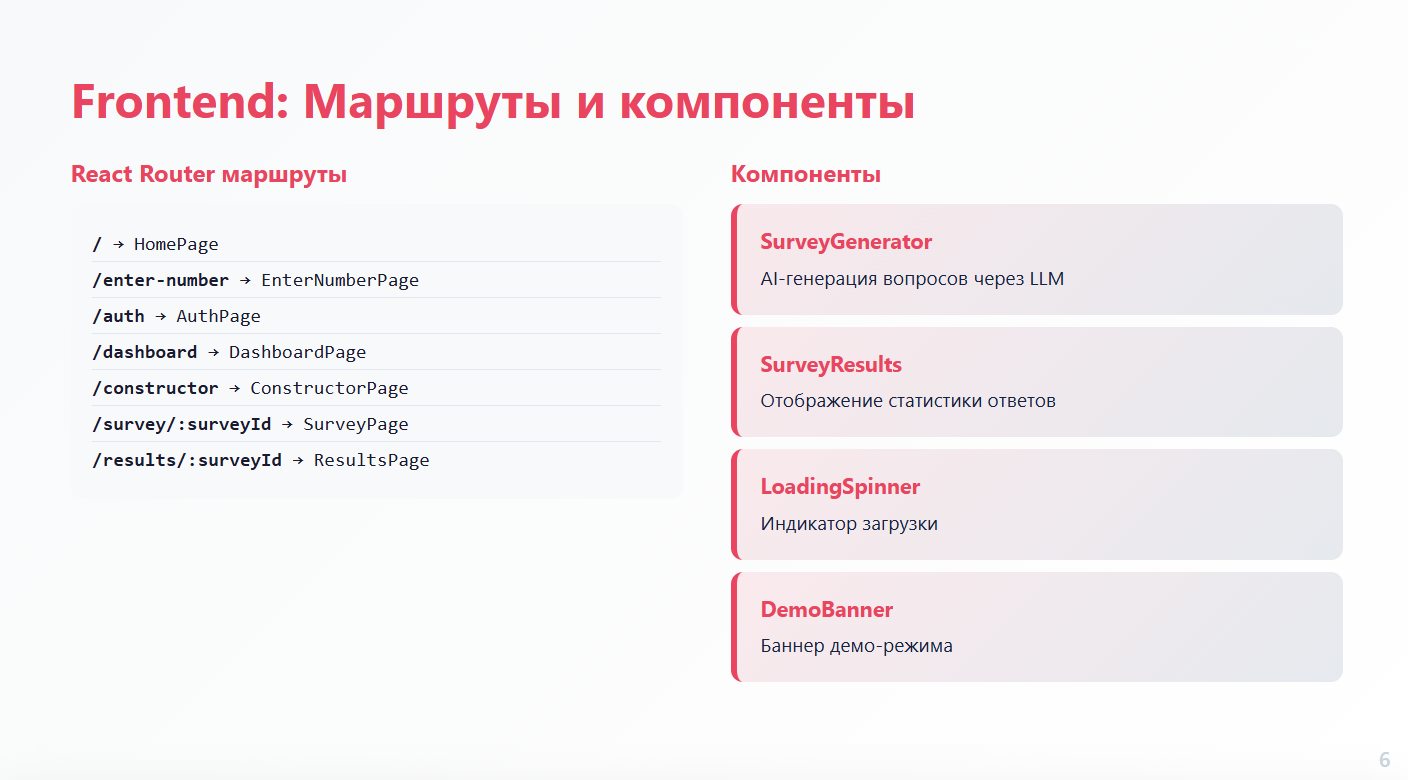 Frontend: Маршруты и компоненты
React Router маршруты
/ → HomePage
/enter-number → EnterNumberPage
/auth → AuthPage
/dashboard → DashboardPage
/constructor → ConstructorPage
/survey/:surveyId → SurveyPage
/results/:surveyId → ResultsPage
Компоненты
SurveyGenerator
AI-генерация вопросов через LLM
SurveyResults
Отображение статистики ответов
LoadingSpinner
Индикатор загрузки
DemoBanner
Баннер демо-режима
6